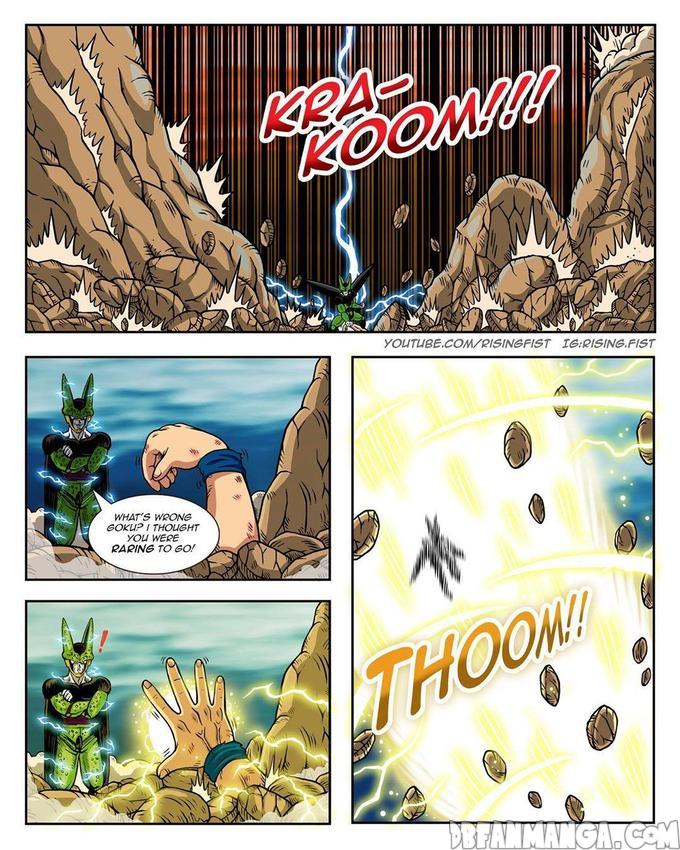 KRA-
KOOM!!!
YOUTUBE.COM/RISINGFIST IG:RISING.FIST
WHAT'S WRONG
GOKU? I THOUGHT
YOU WERE
RARING TO GO!
!
THOOM!!
DBFANMANGA.COM